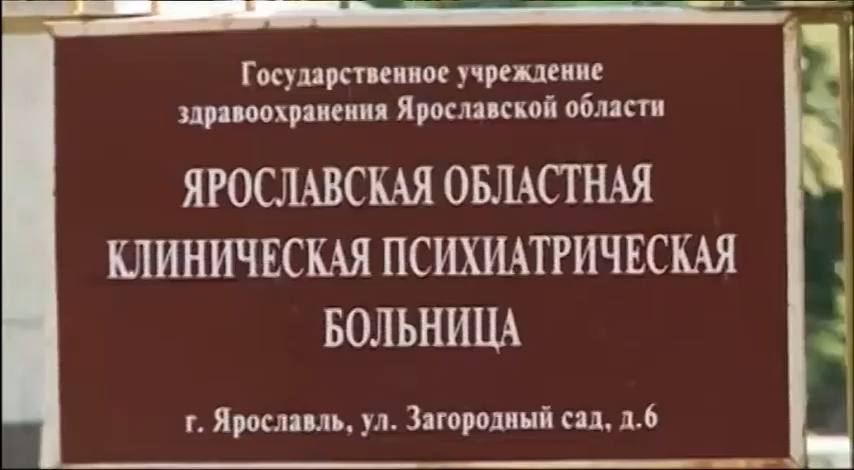 Государственное учреждение
здравоохранения Ярославской области
ЯРОСЛАВСКАЯ ОБЛАСТНАЯ
КЛИНИЧЕСКАЯ ПСИХИАТРИЧЕСКАЯ
БОЛЬНИЦА
г. Ярославль, ул. Загородный сад, д.6